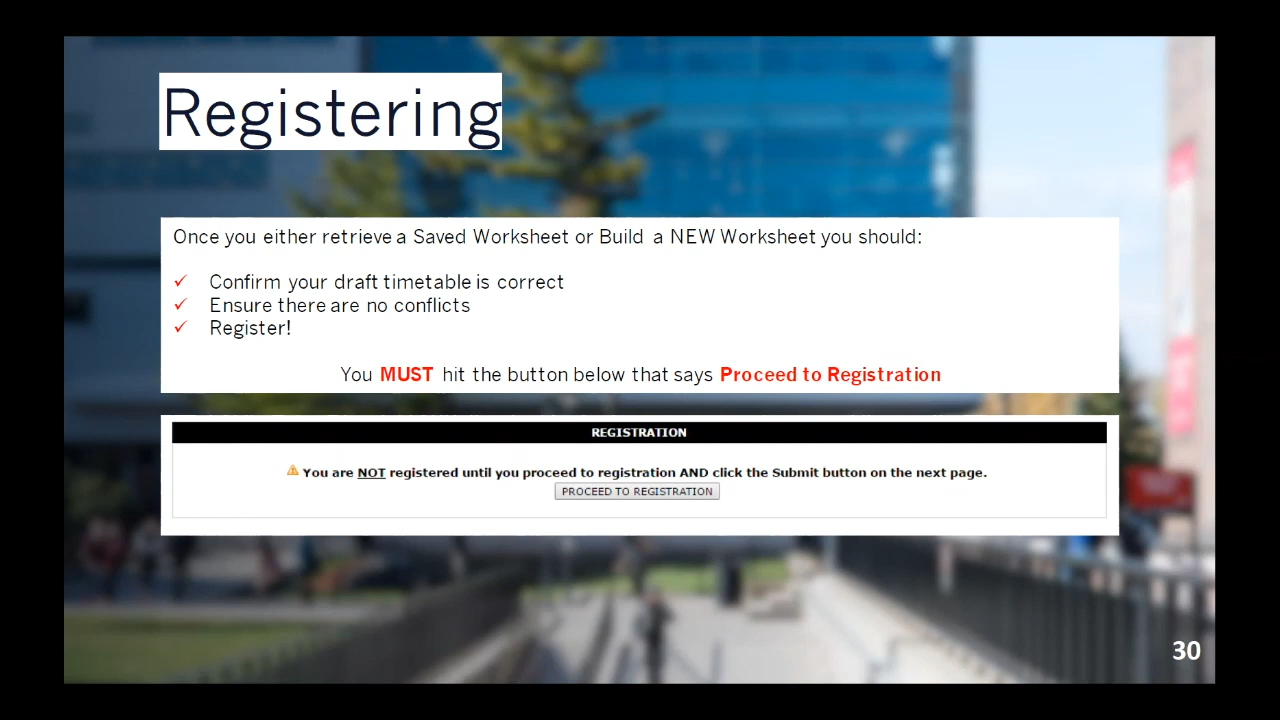 Registering
Once you either retrieve a Saved Worksheet or Build a NEW Worksheet you should:
✓ Confirm your draft timetable is correct
✓ Ensure there are no conflicts
✓ Register!
You MUST hit the button below that says Proceed to Registration
REGISTRATION
You are NOT registered until you proceed to registration AND click the Submit button on the next page.
PROCEED TO REGISTRATION
30